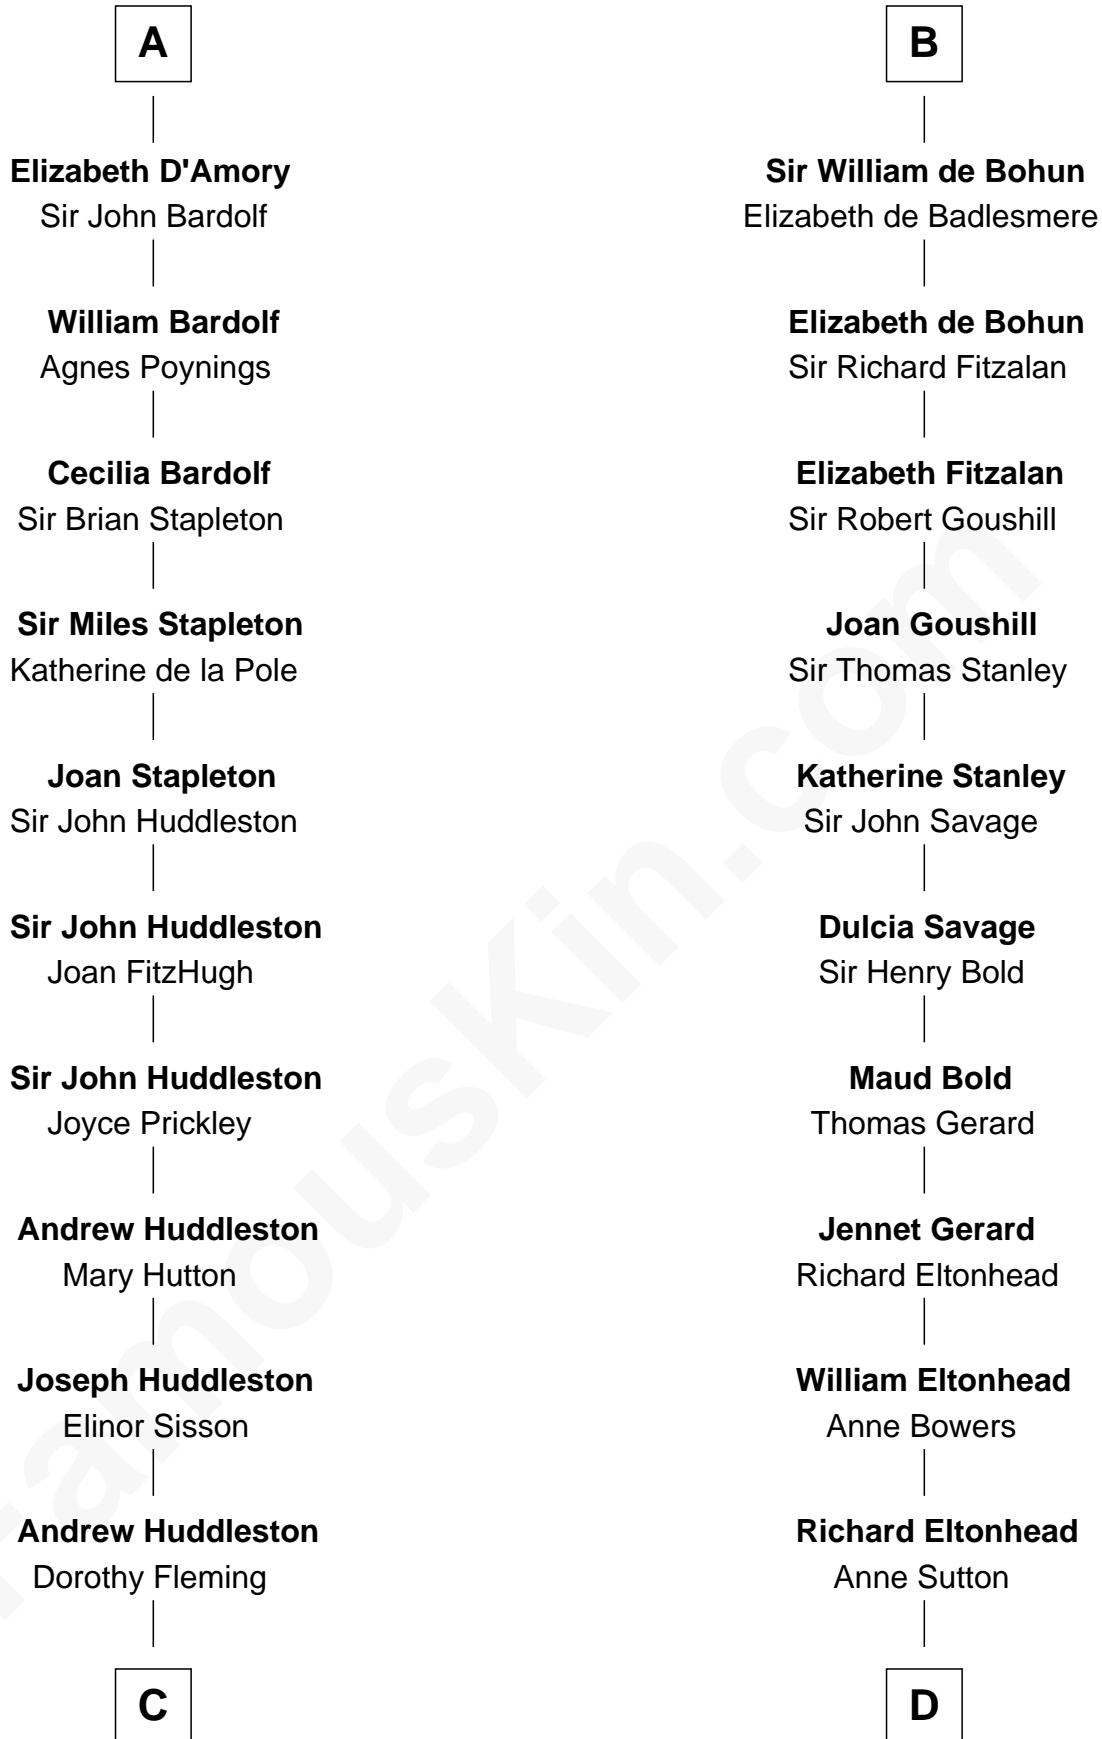 A
Elizabeth D'Amory
Sir John Bardolf
William Bardolf
Agnes Poynings
Cecilia Bardolf
Sir Brian Stapleton
Sir Miles Stapleton
Katherine de la Pole
Joan Stapleton
Sir John Huddleston
Sir John Huddleston
Joan FitzHugh
Sir John Huddleston
Joyce Prickley
Andrew Huddleston
Mary Hutton
Joseph Huddleston
Elinor Sisson
Andrew Huddleston
Dorothy Fleming
C
B
Sir William de Bohun
Elizabeth de Badlesmere
Elizabeth de Bohun
Sir Richard Fitzalan
Elizabeth Fitzalan
Sir Robert Goushill
Joan Goushill
Sir Thomas Stanley
Katherine Stanley
Sir John Savage
Dulcia Savage
Sir Henry Bold
Maud Bold
Thomas Gerard
Jennet Gerard
Richard Eltonhead
William Eltonhead
Anne Bowers
Richard Eltonhead
Anne Sutton
D
FamousKin.com